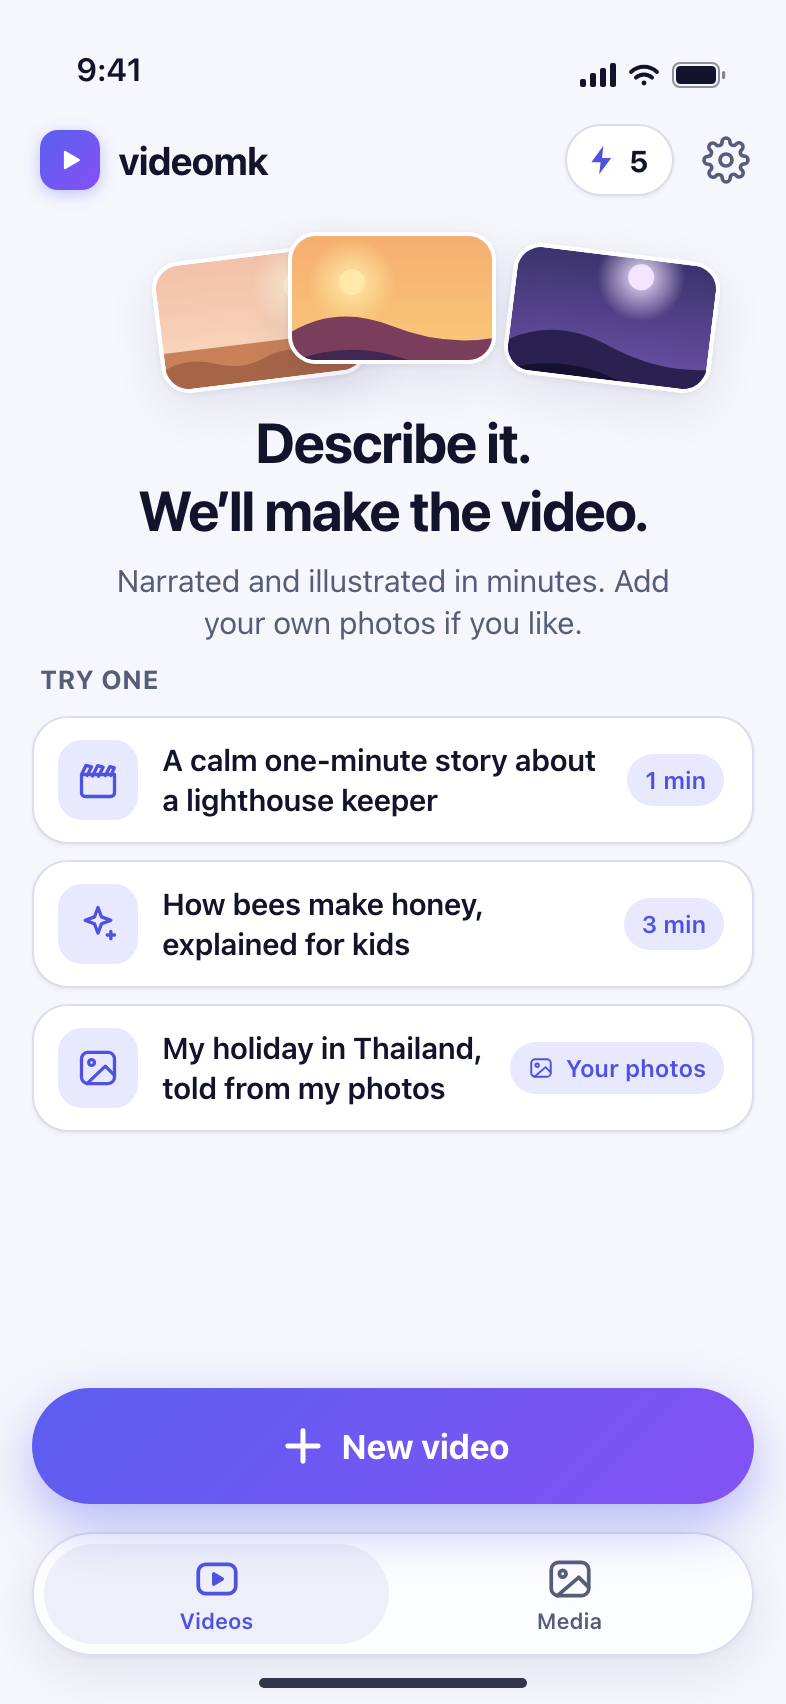 9:41
videomk
5
Describe it.
We’ll make the video.
Narrated and illustrated in minutes. Add
your own photos if you like.
TRY ONE
A calm one-minute story about
a lighthouse keeper
1 min
How bees make honey,
explained for kids
3 min
My holiday in Thailand,
told from my photos
Your photos
New video
Videos
Media